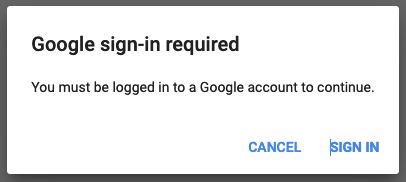 Google sign-in required
You must be logged in to a Google account to continue.
CANCEL SIGN IN